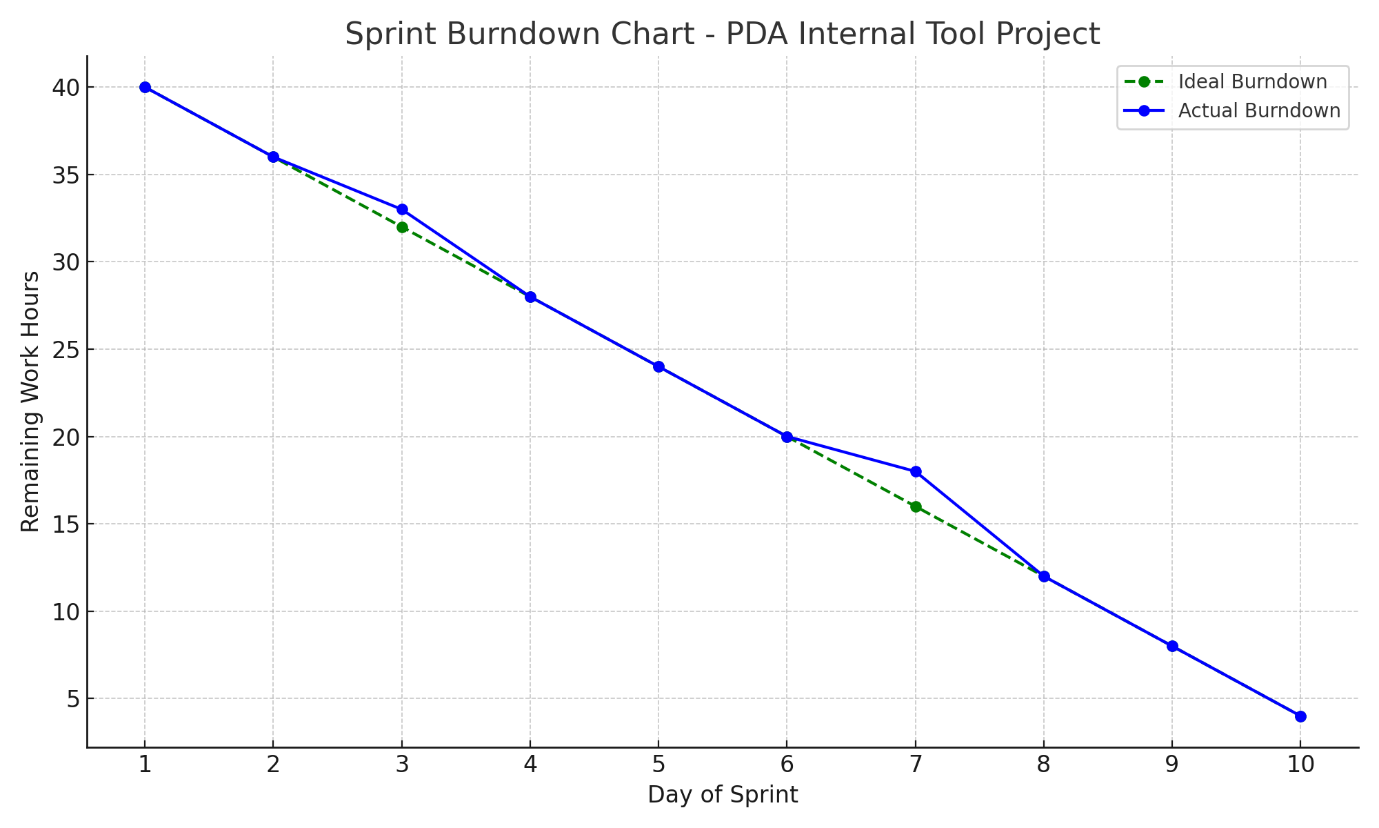 Sprint Burndown Chart - PDA Internal Tool Project
Ideal Burndown
Actual Burndown
Remaining Work Hours
40
35
30
25
20
15
10
5
1 2 3 4 5 6 7 8 9 10
Day of Sprint